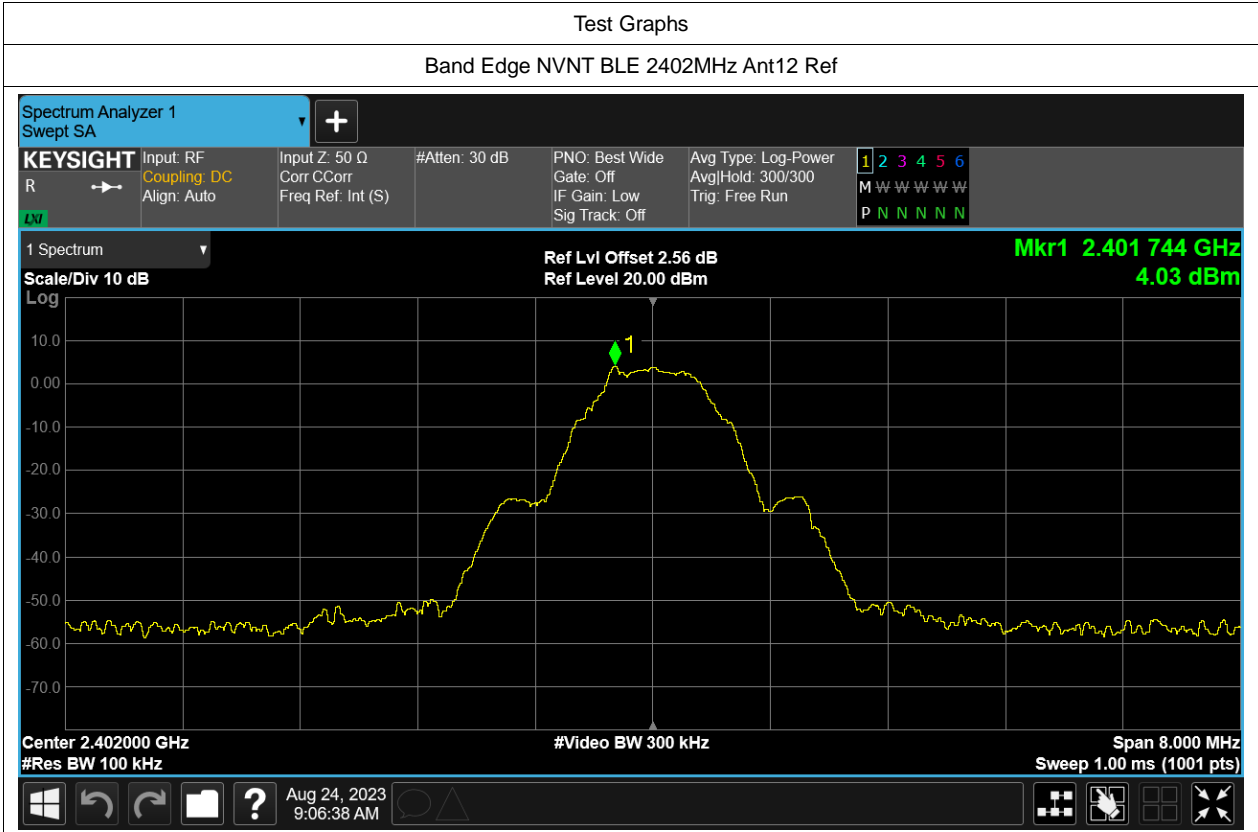 Test Graphs
Band Edge NVNT BLE 2402MHz Ant12 Ref
Spectrum Analyzer 1
Swept SA
+
KEYSIGHT
R
LXI
Input: RF
Coupling: DC
Align: Auto
Input Z: 50 Ω
Corr CCorr
Freq Ref: Int (S)
#Atten: 30 dB
PNO: Best Wide
Gate: Off
IF Gain: Low
Sig Track: Off
Avg Type: Log-Power
Avg|Hold: 300/300
Trig: Free Run
1 2 3 4 5 6
M W W W W W
P N N N N N
1 Spectrum
Scale/Div 10 dB
Ref Lvl Offset 2.56 dB
Ref Level 20.00 dBm
Mkr1 2.401 744 GHz
4.03 dBm
Log
1
10.0
0.00
-10.0
-20.0
-30.0
-40.0
-50.0
-60.0
-70.0
Center 2.402000 GHz
#Video BW 300 kHz
Span 8.000 MHz
#Res BW 100 kHz
Sweep 1.00 ms (1001 pts)
?
Aug 24, 2023
9:06:38 AM